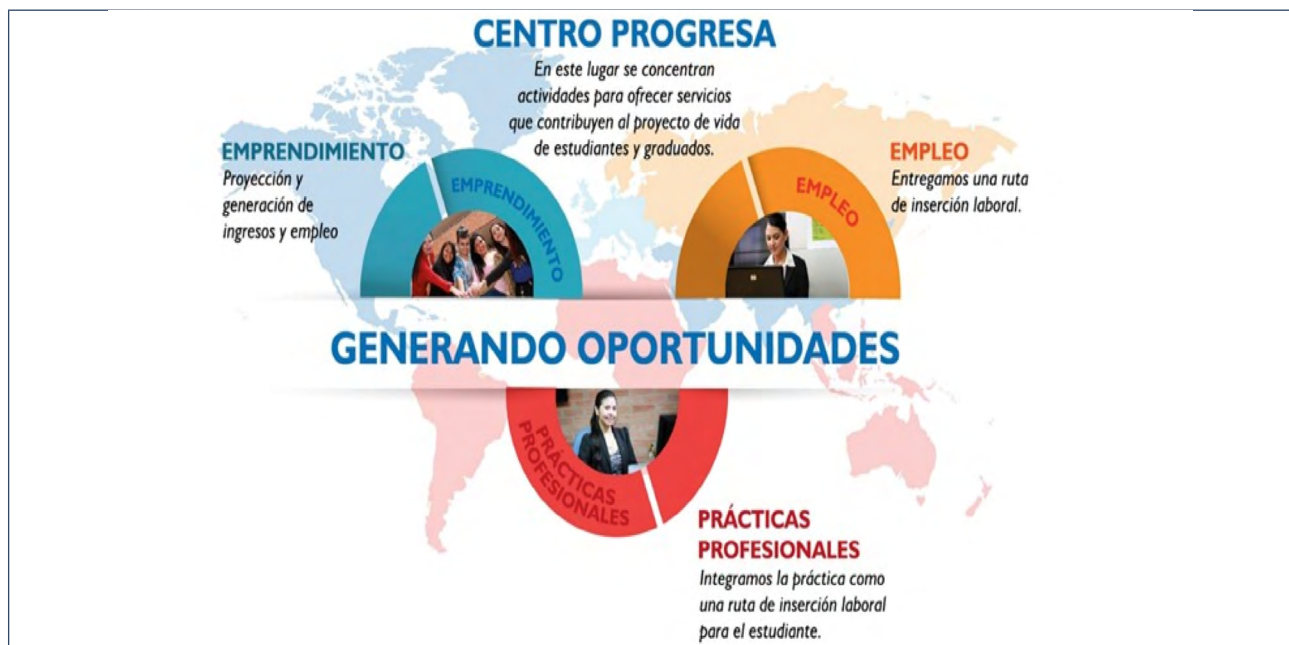 CENTRO PROGRESA
En este lugar se concentran
actividades para ofrecer servicios
que contribuyen al proyecto de vida
de estudiantes y graduados.
EMPRENDIMIENTO
Proyección y
generación de
ingresos y empleo
EMPRENDIMIENTO
EMPLEO
EMPLEO
Entregamos una ruta
de inserción laboral.
GENERANDO OPORTUNIDADES
PRÁCTICAS
PROFESIONALES
PRÁCTICAS
PROFESIONALES
Integramos la práctica como
una ruta de inserción laboral
para el estudiante.